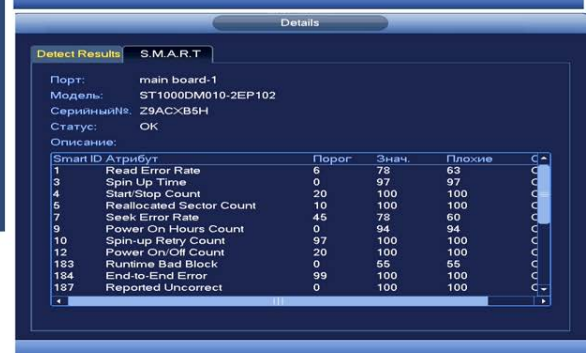 Details
Detect Results S.M.A.R.T
Порт: main board-1
Модель: ST1000DM010-2EP102
Серийный№. Z9ACXB5H
Статус: OK
Описание:
Smart ID Атрибут Порог Знач. Плохие
1 Read Error Rate 6 78 63
3 Spin Up Time 0 97 97
4 Start/Stop Count 20 100 100
5 Reallocated Sector Count 10 100 100
7 Seek Error Rate 45 78 60
9 Power On Hours Count 0 94 94
10 Spin-up Retry Count 97 100 100
12 Power On/Off Count 20 100 100
183 Runtime Bad Block 0 55 55
184 End-to-End Error 99 100 100
187 Reported Uncorrect 0 100 100